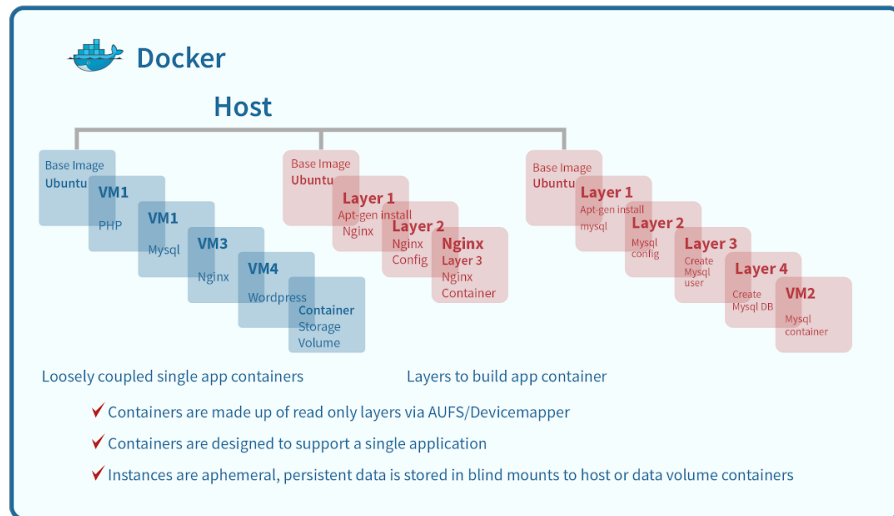 Docker
Host
Base Image
Ubuntu
VM1
PHP
VM1
Mysql
VM3
Nginx
VM4
Wordpress
Container
Storage
Volume
Base Image
Ubuntu
Layer 1
Apt-gen install
Nginx
Layer 2
Nginx
Config
Nginx
Layer 3
Nginx
Container
Base Image
Ubuntu
Layer 1
Apt-gen install
mysql
Layer 2
Mysql
config
Layer 3
Create
Mysql
user
Layer 4
Create
Mysql DB
VM2
Mysql
container
Loosely coupled single app containers
Layers to build app container
Containers are made up of read only layers via AUFS/Devicemapper
Containers are designed to support a single application
Instances are aphemeral, persistent data is stored in blind mounts to host or data volume containers